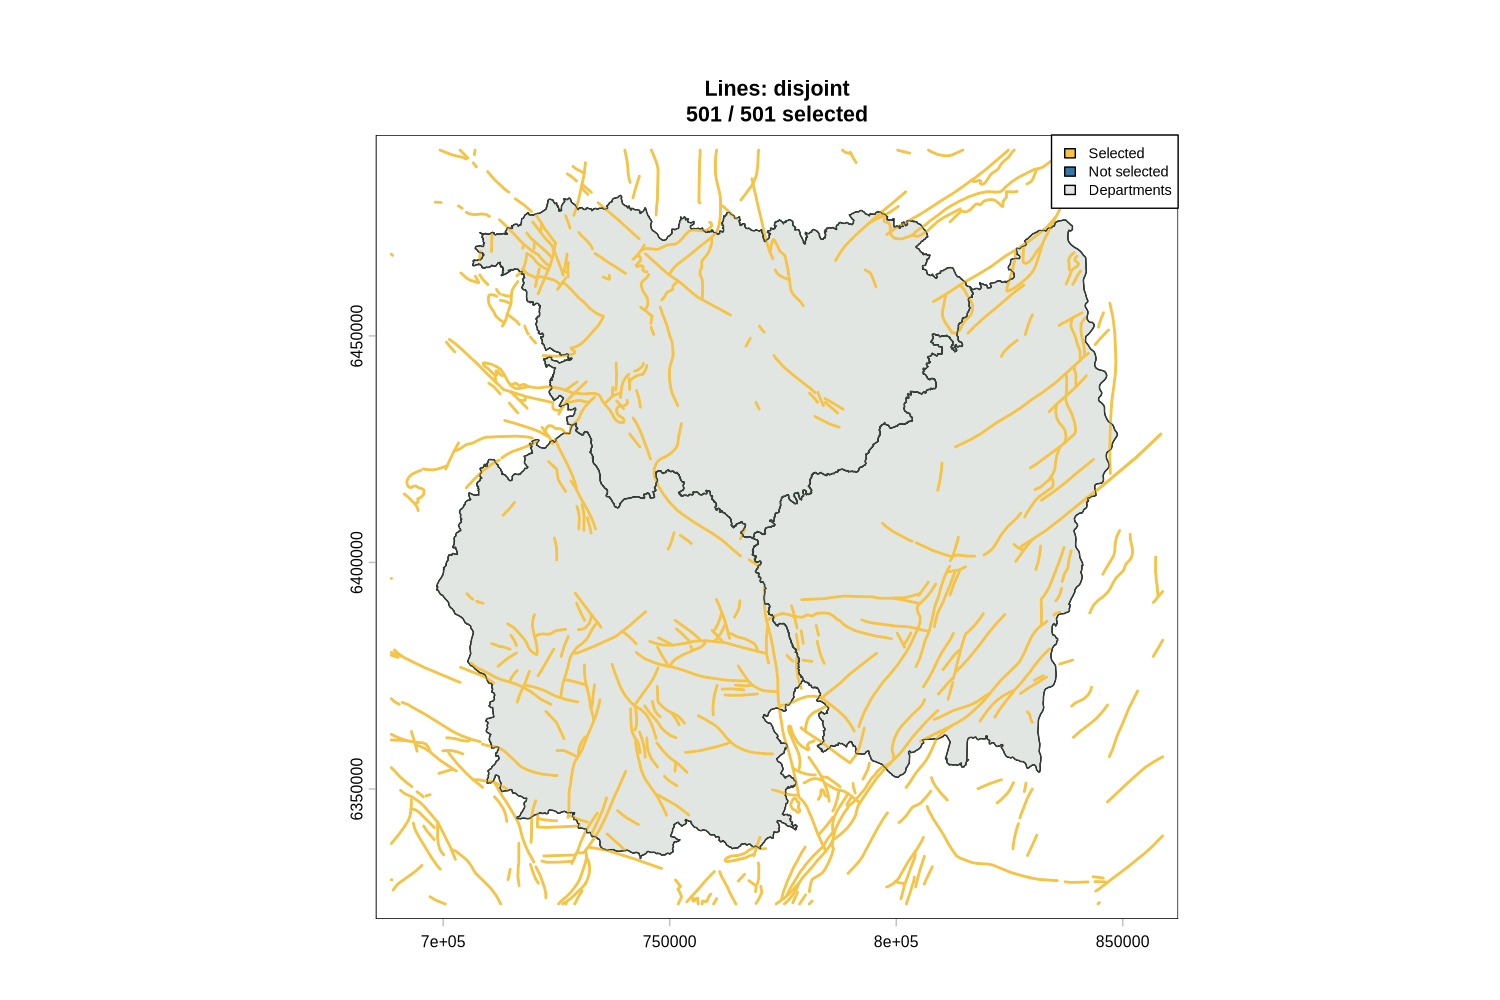 Lines: disjoint
501 / 501 selected
Selected
Not selected
Departments
6450000
6400000
6350000
7e+05
750000
8e+05
850000